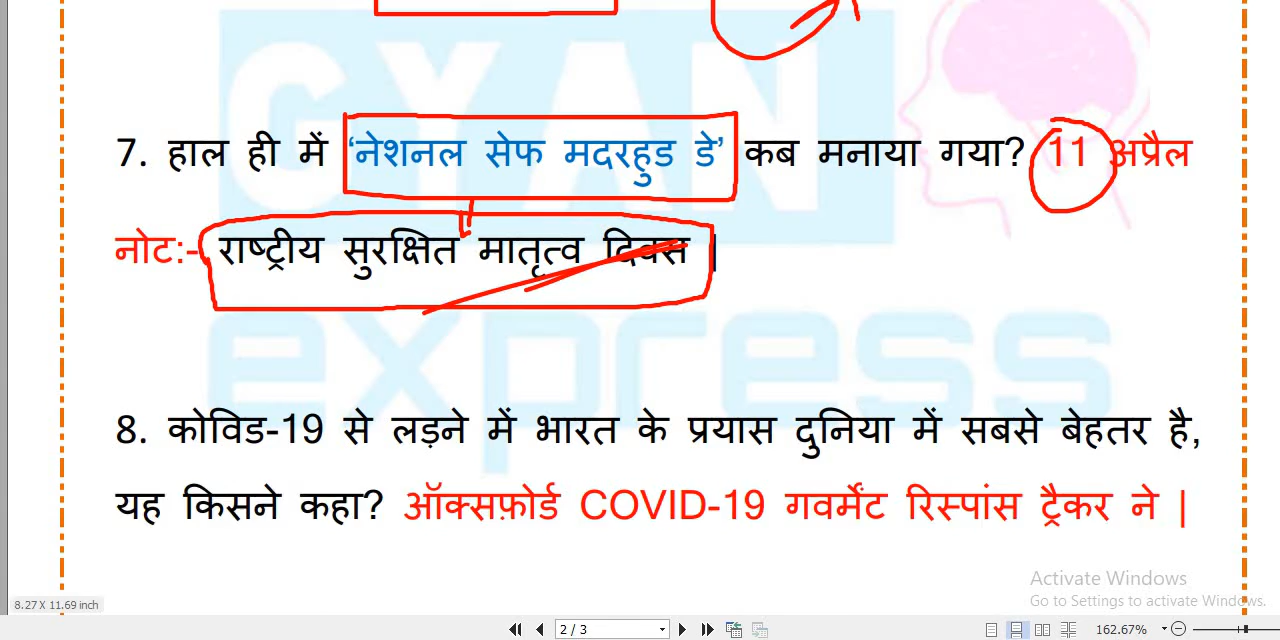 GYAN
7. हाल ही में ‘नेशनल सेफ मदरहुड डे’ कब मनाया गया? 11 अप्रैल
नोट:- राष्ट्रीय सुरक्षित मातृत्व दिवस |
express
8. कोविड-19 से लड़ने में भारत के प्रयास दुनिया में सबसे बेहतर है,
यह किसने कहा? ऑक्सफ़ोर्ड COVID-19 गवर्मेंट रिस्पांस ट्रैकर ने |
Activate Windows
Go to Settings to activate Windows.
8.27 X 11.69 inch
2 / 3
162.67%